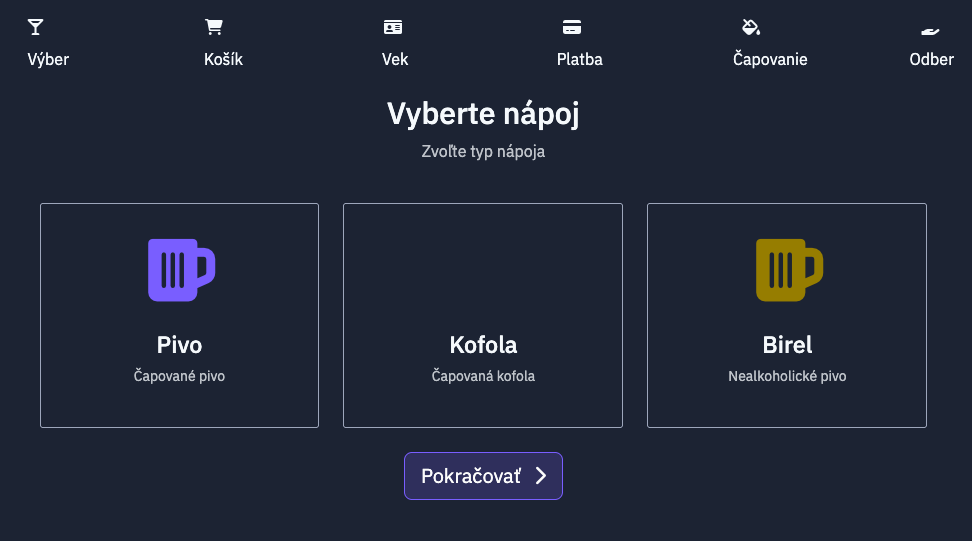 Výber
Košík
Vek
Platba
Čapovanie
Odber
Vyberte nápoj
Zvoľte typ nápoja
Pivo
Čapované pivo
Kofola
Čapovaná kofola
Birel
Nealkoholické pivo
Pokračovať